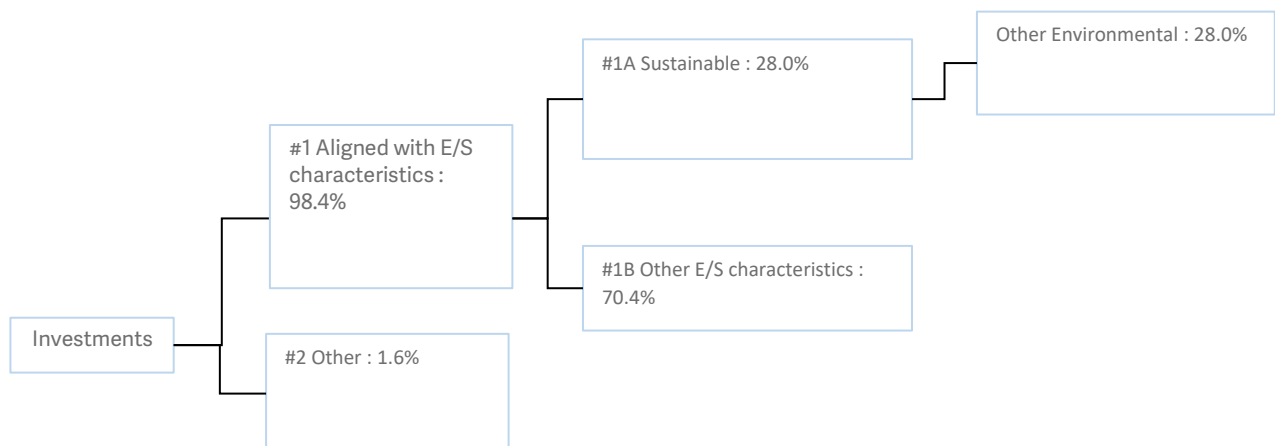 Other Environmental : 28.0%
#1A Sustainable : 28.0%
#1 Aligned with E/S
characteristics :
98.4%
#1B Other E/S characteristics :
70.4%
Investments
#2 Other : 1.6%